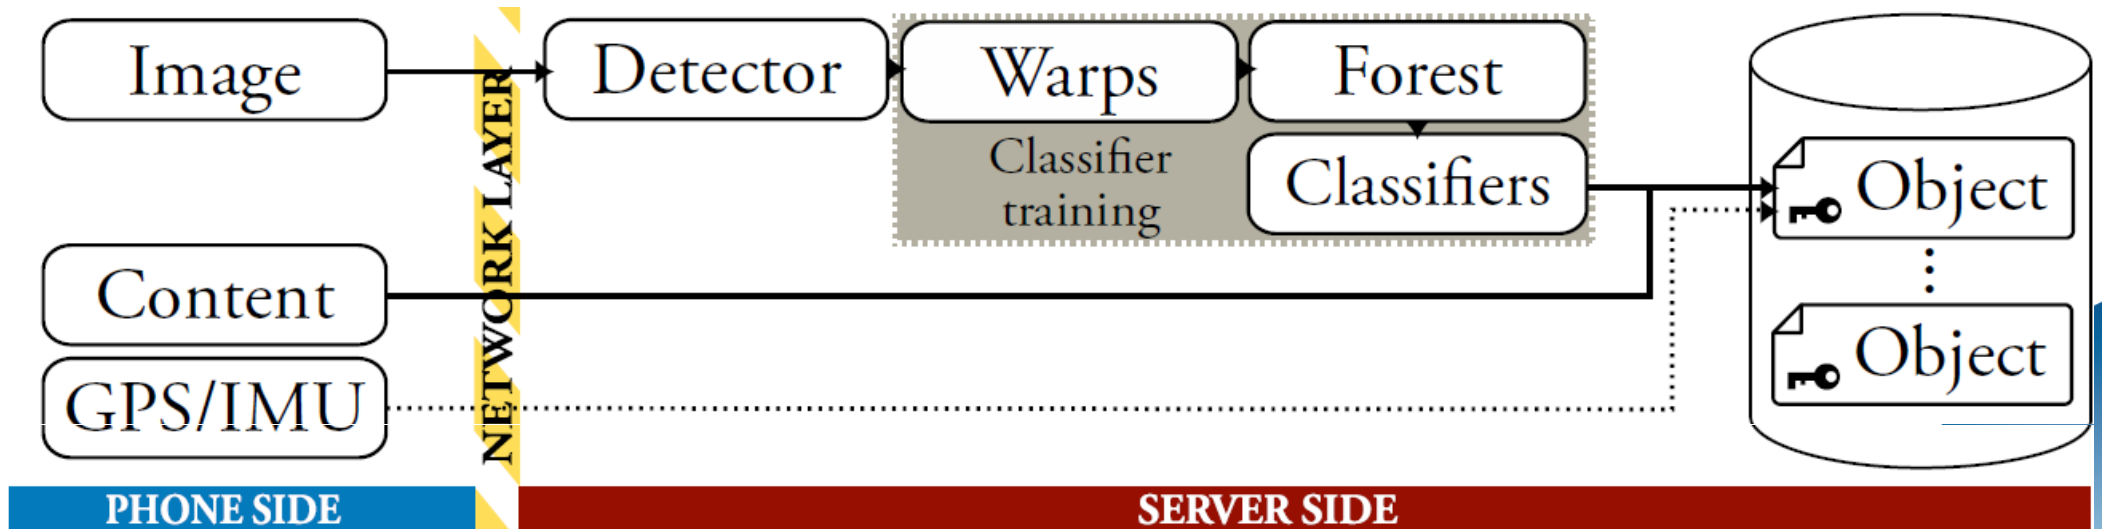 Image
Detector
Warps
Forest
Classifier
training
Classifiers
Object
Object
Content
GPS/IMU
NETWORK LAYER
PHONE SIDE
SERVER SIDE